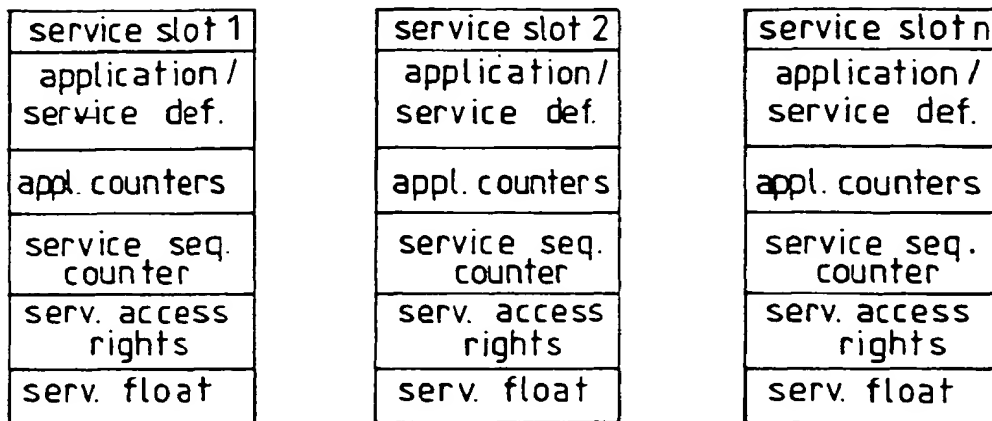 service slot 1
application/
service def.
appl. counters
service seq.
counter
serv. access
rights
serv. float
service slot 2
application/
service def.
appl. counters
service seq.
counter
serv. access
rights
serv. float
service slot n
application/
service def.
appl. counters
service seq.
counter
serv. access
rights
serv. float